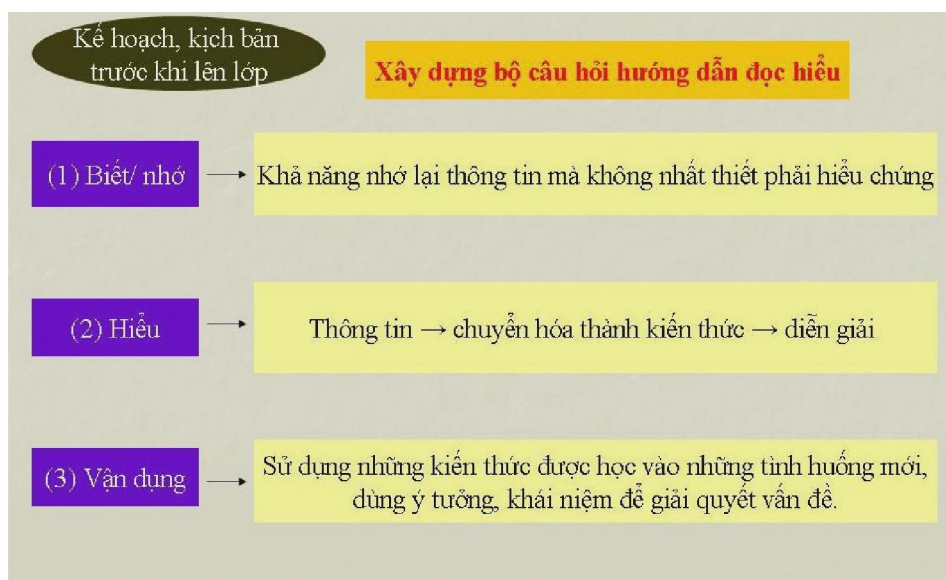 Kế hoạch, kịch bản
trước khi lên lớp
Xây dựng bộ câu hỏi hướng dẫn đọc hiểu
(1) Biết/ nhớ
Khả năng nhớ lại thông tin mà không nhất thiết phải hiểu chúng
(2) Hiểu
Thông tin → chuyển hóa thành kiến thức → diễn giải
(3) Vận dụng
Sử dụng những kiến thức được học vào những tình huống mới,
dùng ý tưởng, khái niệm để giải quyết vấn đề.